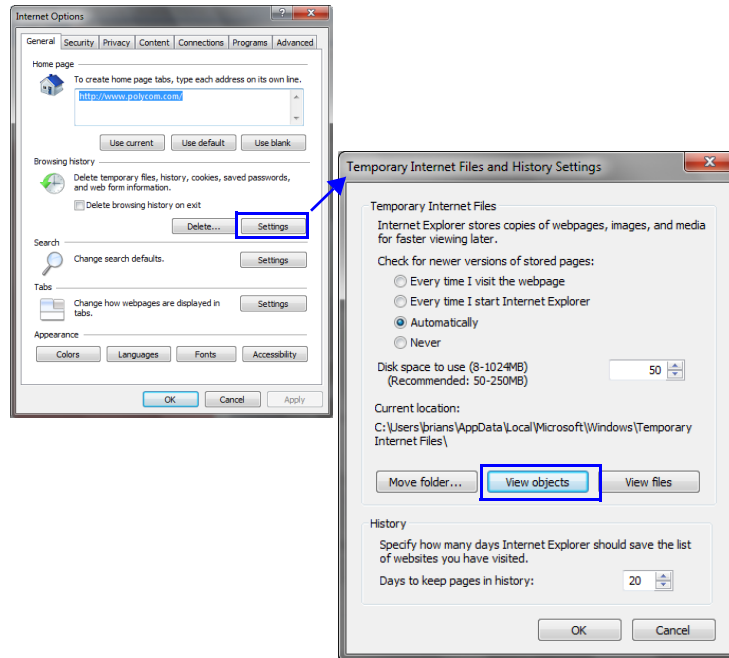 Internet Options
General Security Privacy Content Connections Programs Advanced
Home page
To create home page tabs, type each address on its own line.
http://www.polycom.com/
Use current Use default Use blank
Browsing history
Delete temporary files, history, cookies, saved passwords,
and web form information.
Delete browsing history on exit
Delete... Settings
Search
Change search defaults. Settings
Tabs
Change how webpages are displayed in
tabs.
Settings
Appearance
Colors Languages Fonts Accessibility
OK Cancel Apply
Temporary Internet Files and History Settings
Temporary Internet Files
Internet Explorer stores copies of webpages, images, and media
for faster viewing later.
Check for newer versions of stored pages:
Every time I visit the webpage
Every time I start Internet Explorer
Automatically
Never
Disk space to use (8-1024MB) 50
(Recommended: 50-250MB)
Current location:
C:\Users\brians\AppData\Local\Microsoft\Windows\Temporary
Internet Files\
Move folder... View objects View files
History
Specify how many days Internet Explorer should save the list
of websites you have visited.
Days to keep pages in history: 20
OK Cancel